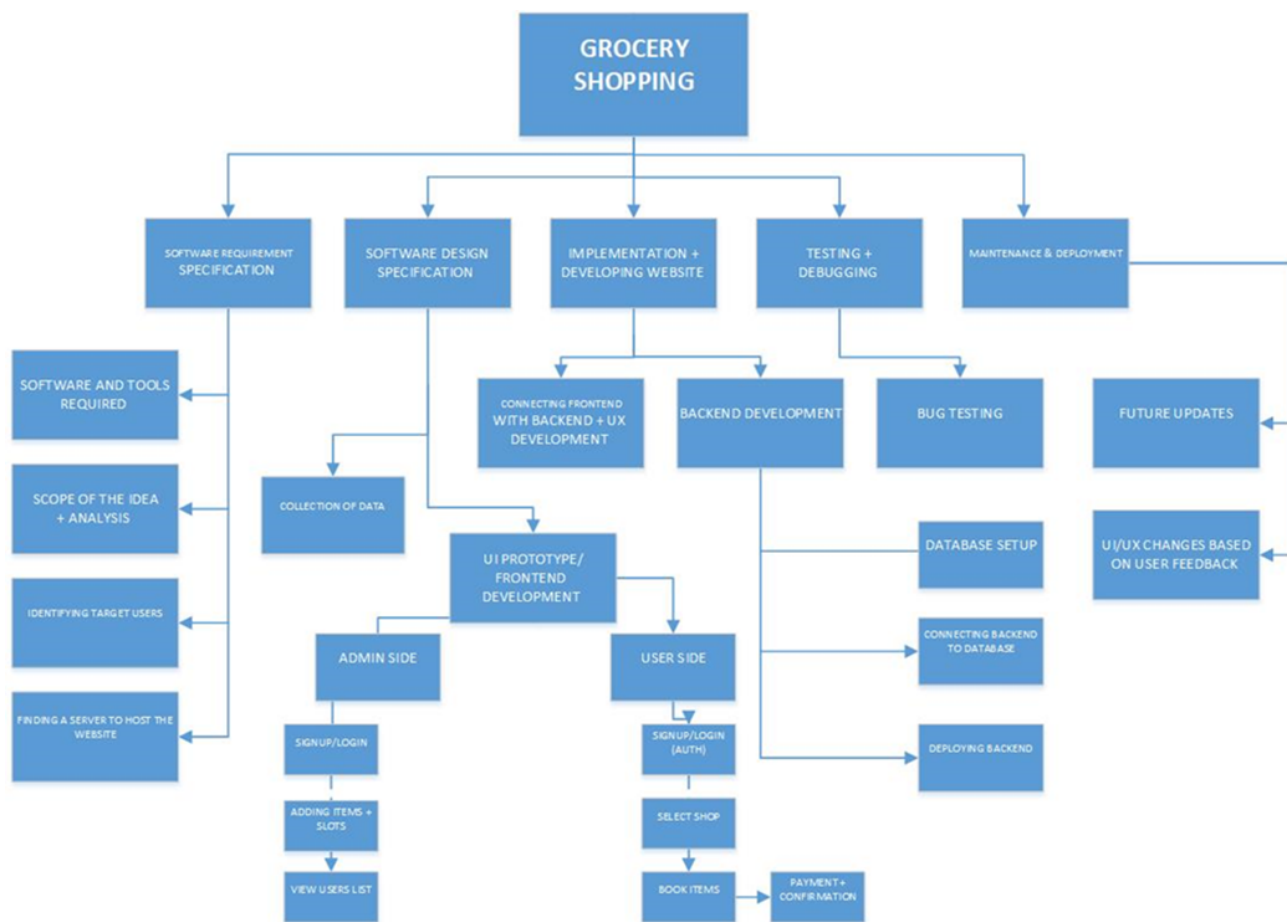 GROCERY
SHOPPING
SOFTWARE REQUIREMENT
SPECIFICATION
SOFTWARE DESIGN
SPECIFICATION
IMPLEMENTATION +
DEVELOPING WEBSITE
TESTING +
DEBUGGING
MAINTENANCE & DEPLOYMENT
SOFTWARE AND TOOLS
REQUIRED
SCOPE OF THE IDEA
+ ANALYSIS
IDENTIFYING TARGET USERS
FINDING A SERVER TO HOST THE
WEBSITE
COLLECTION OF DATA
UI PROTOTYPE/
FRONTEND
DEVELOPMENT
ADMIN SIDE
SIGNUP/LOGIN
ADDING ITEMS +
SLOTS
VIEW USERS LIST
USER SIDE
SIGNUP/LOGIN
(AUTH)
SELECT SHOP
BOOK ITEMS
PAYMENT +
CONFIRMATION
CONNECTING FRONTEND
WITH BACKEND + UX
DEVELOPMENT
BACKEND DEVELOPMENT
DATABASE SETUP
CONNECTING BACKEND
TO DATABASE
DEPLOYING BACKEND
BUG TESTING
FUTURE UPDATES
UI/UX CHANGES BASED
ON USER FEEDBACK